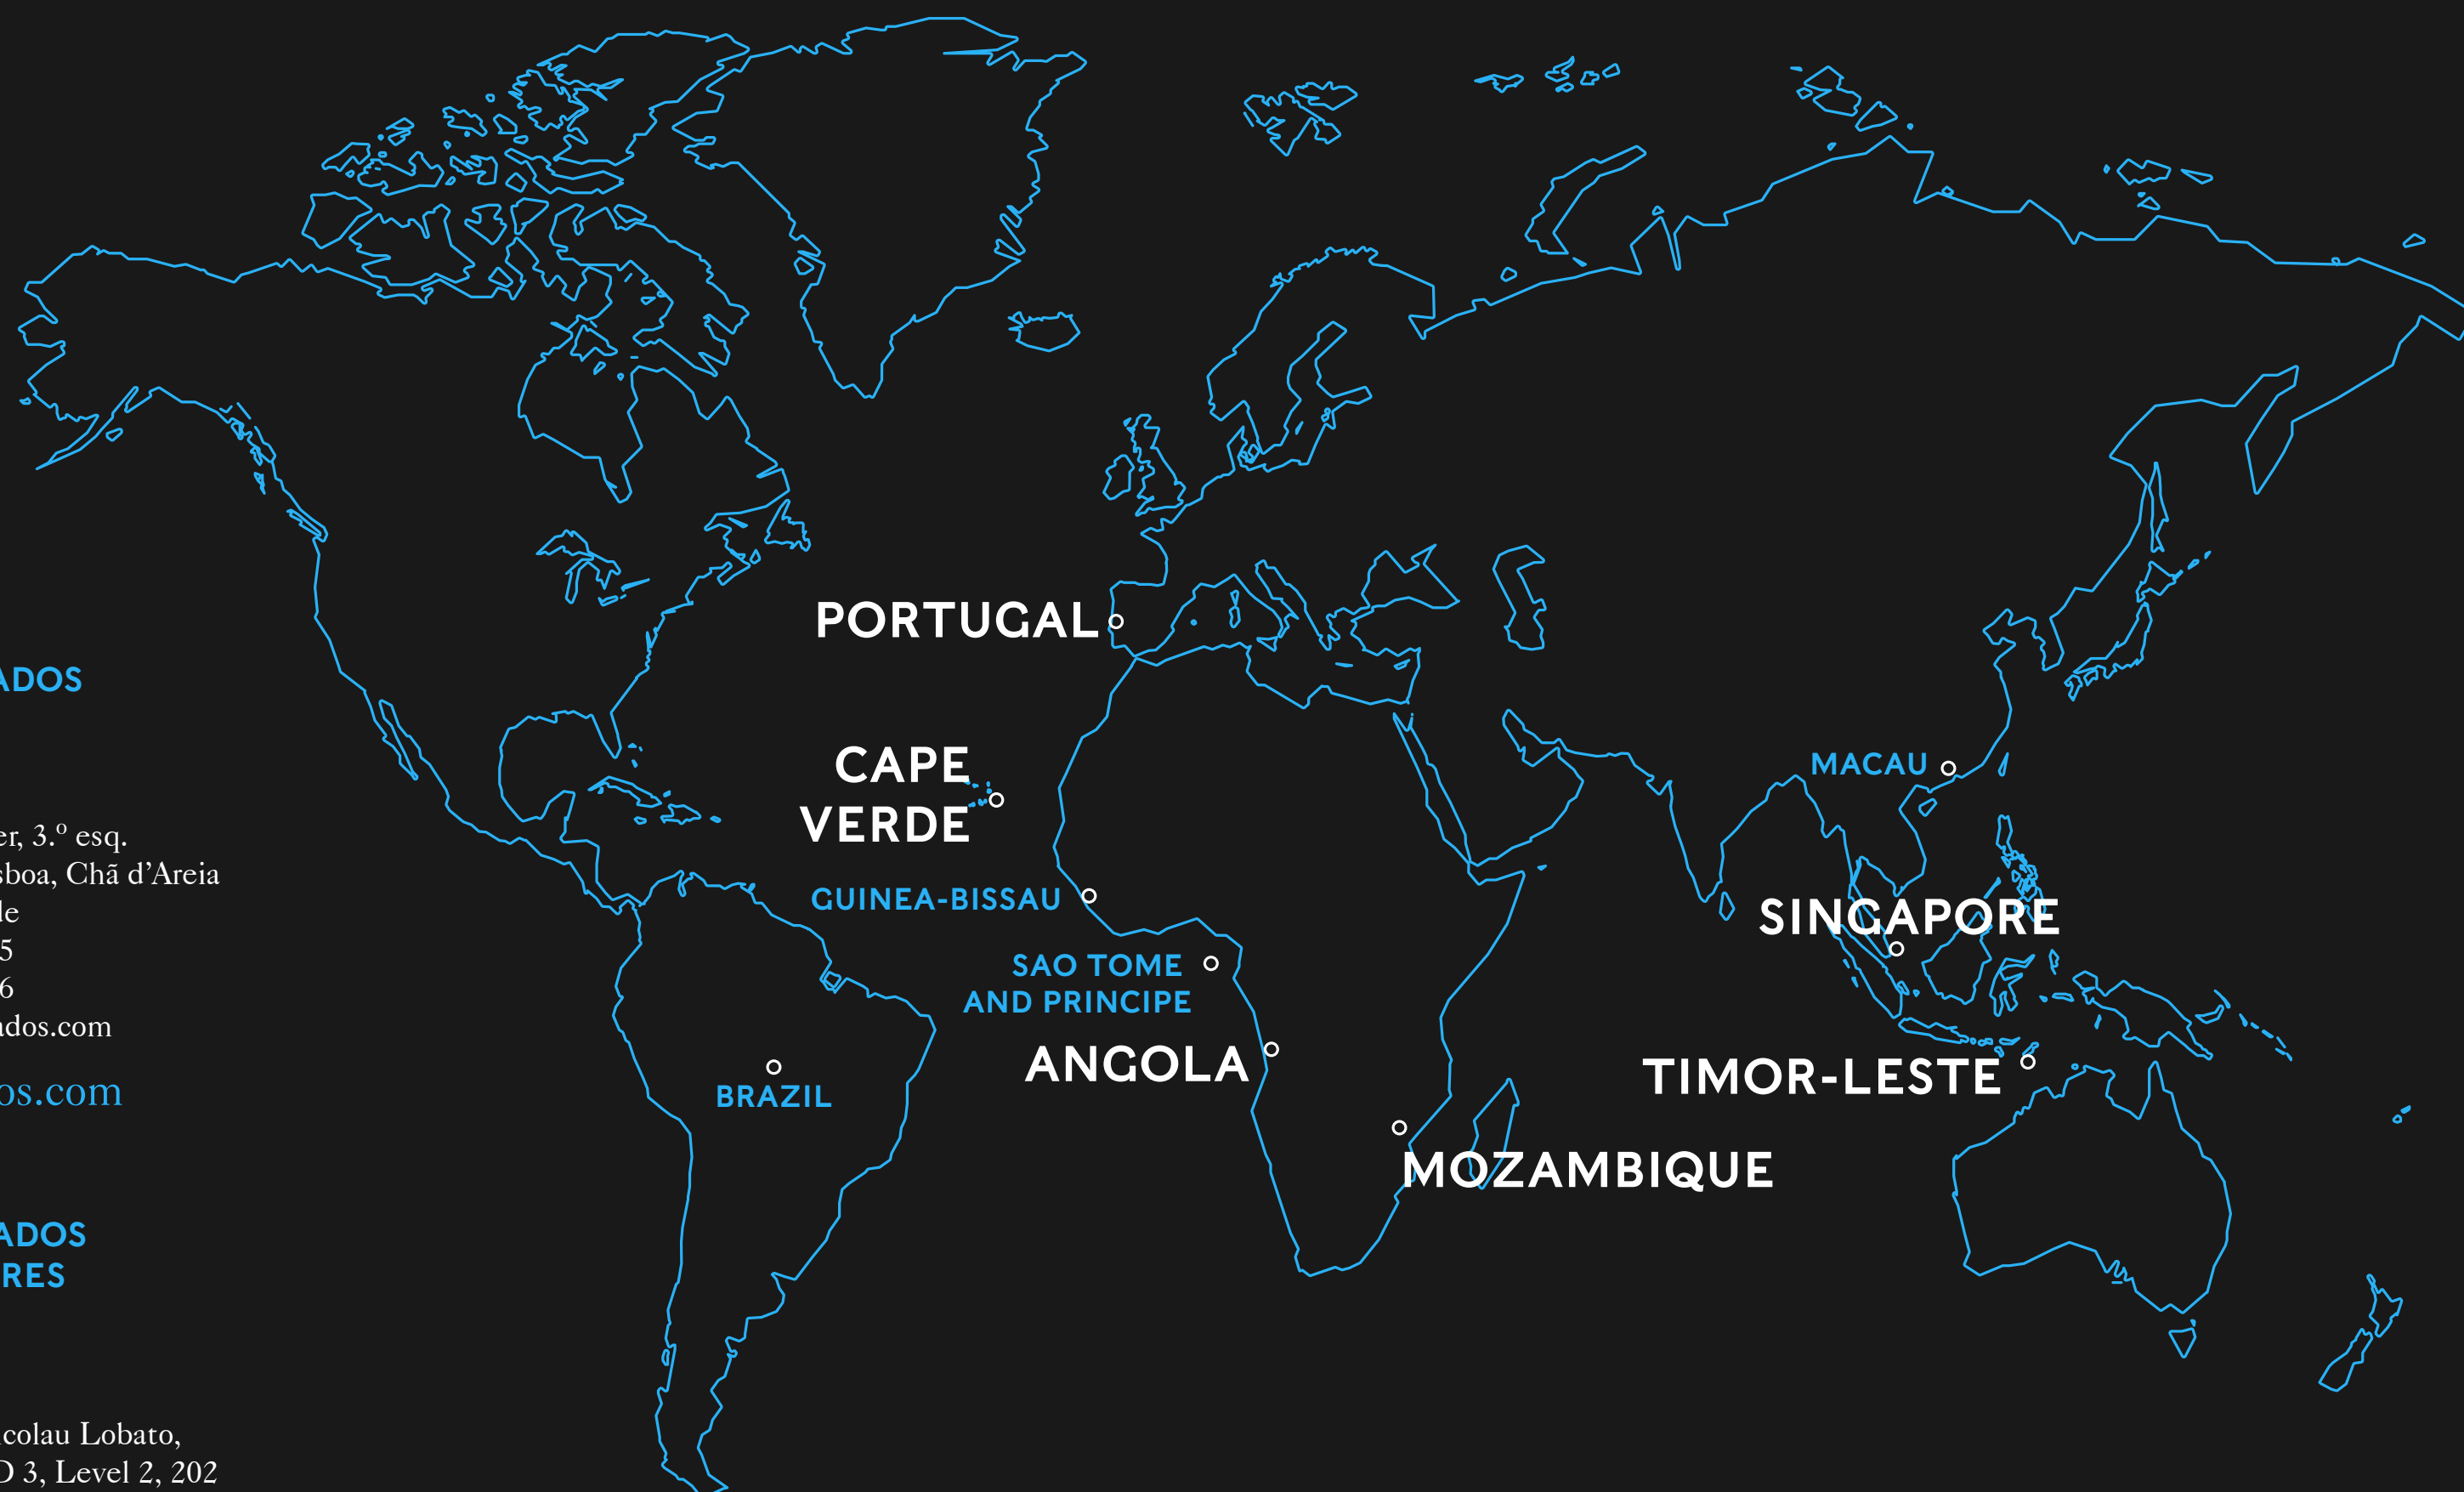 ADOS
er, 3.º esq.
sboa, Chã d’Areia
de
5
6
ados.com
os.com
ADOS
RES
colau Lobato,
D 3, Level 2, 202
PORTUGAL
CAPE
VERDE
GUINEA-BISSAU
SAO TOME
AND PRINCIPE
ANGOLA
BRAZIL
MOZAMBIQUE
MACAU
SINGAPORE
TIMOR-LESTE